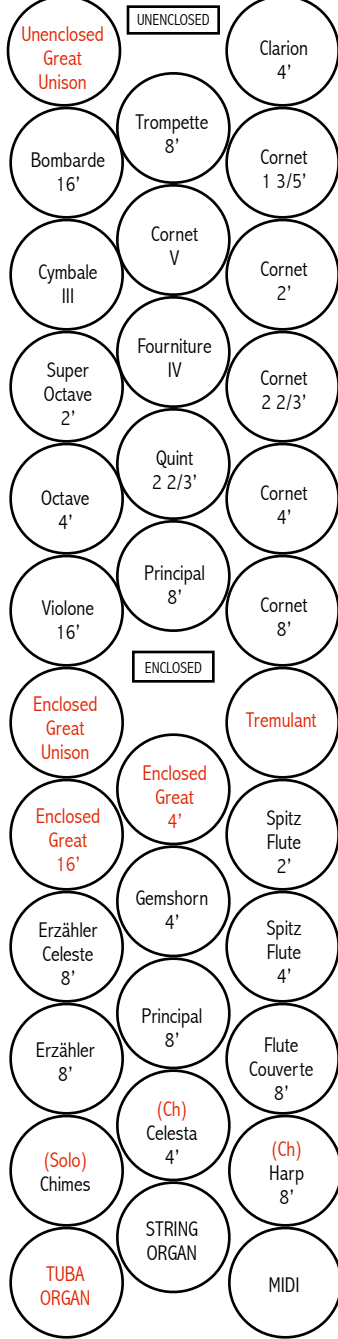 UNENCLOSED
Unenclosed
Great
Unison
Clarion
4’
Trompette
8’
Bombarde
16’
Cornet
1 3/5’
Cornet
V
Cymbale
III
Cornet
2’
Fourniture
IV
Super
Octave
2’
Cornet
2 2/3’
Quint
2 2/3’
Octave
4’
Cornet
4’
Principal
8’
Violone
16’
Cornet
8’
ENCLOSED
Enclosed
Great
Unison
Tremulant
Enclosed
Great
4’
Enclosed
Great
16’
Spitz
Flute
2’
Gemshorn
4’
Erzähler
Celeste
8’
Spitz
Flute
4’
Principal
8’
Erzähler
8’
Flute
Couverte
8’
(Ch)
Celesta
4’
(Solo)
Chimes
(Ch)
Harp
8’
STRING
ORGAN
TUBA
ORGAN
MIDI